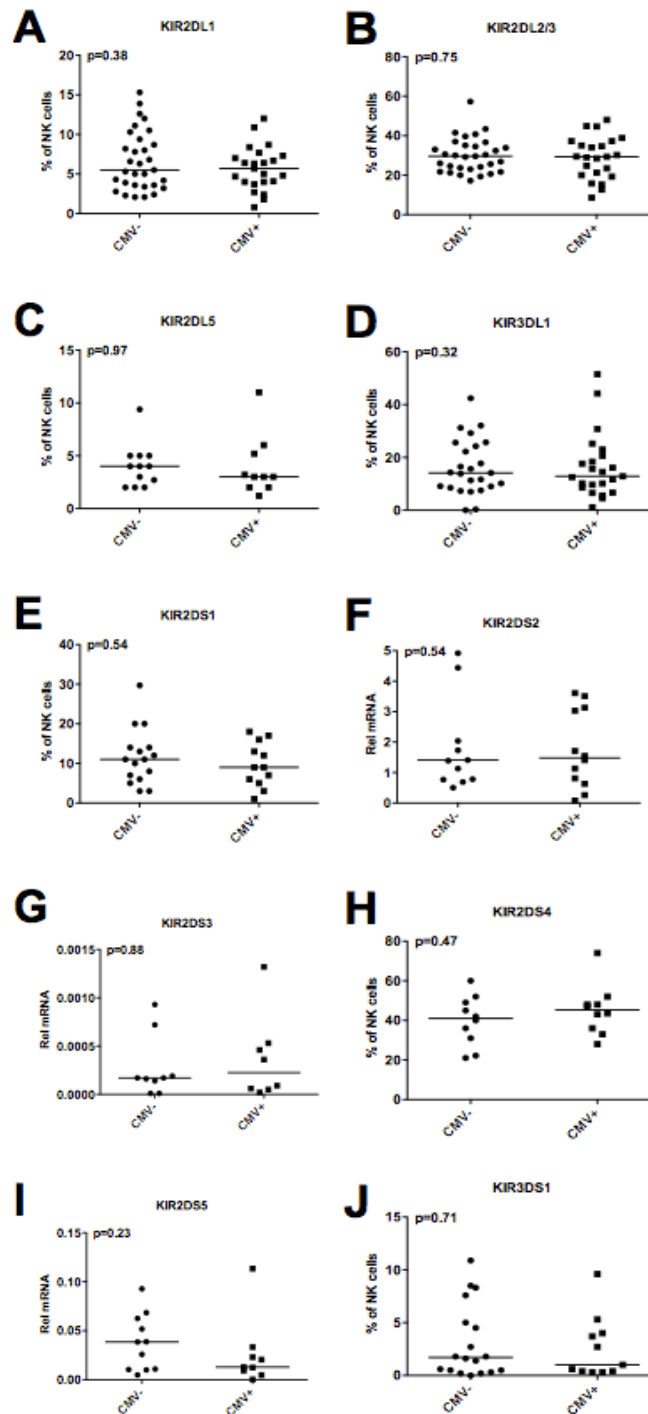 A
KIR2DL1
p=0.38
20
15
10
5
0
% of NK cells
CMV-
CMV+
B
KIR2DL2/3
p=0.75
80
60
40
20
0
% of NK cells
CMV-
CMV+
C
KIR2DL5
p=0.97
15
10
5
0
% of NK cells
CMV-
CMV+
D
KIR3DL1
p=0.32
60
40
20
0
% of NK cells
CMV-
CMV+
E
KIR2DS1
p=0.54
40
30
20
10
0
% of NK cells
CMV-
CMV+
F
KIR2DS2
p=0.54
5
4
3
2
1
0
Rel mRNA
CMV-
CMV+
G
KIR2DS3
p=0.88
0.0015
0.0010
0.0005
0.0000
Rel mRNA
CMV-
CMV+
H
KIR2DS4
p=0.47
80
60
40
20
0
% of NK cells
CMV-
CMV+
I
KIR2DS5
p=0.23
0.15
0.10
0.05
0.00
Rel mRNA
CMV-
CMV+
J
KIR3DS1
p=0.71
15
10
5
0
% of NK cells
CMV-
CMV+